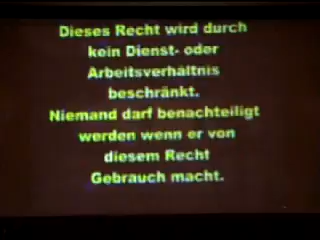 Dieses Recht wird durch
kein Dienst- oder
Arbeitsverhältnis
beschränkt.
Niemand darf benachteiligt
werden wenn er von
diesem Recht
Gebrauch macht.